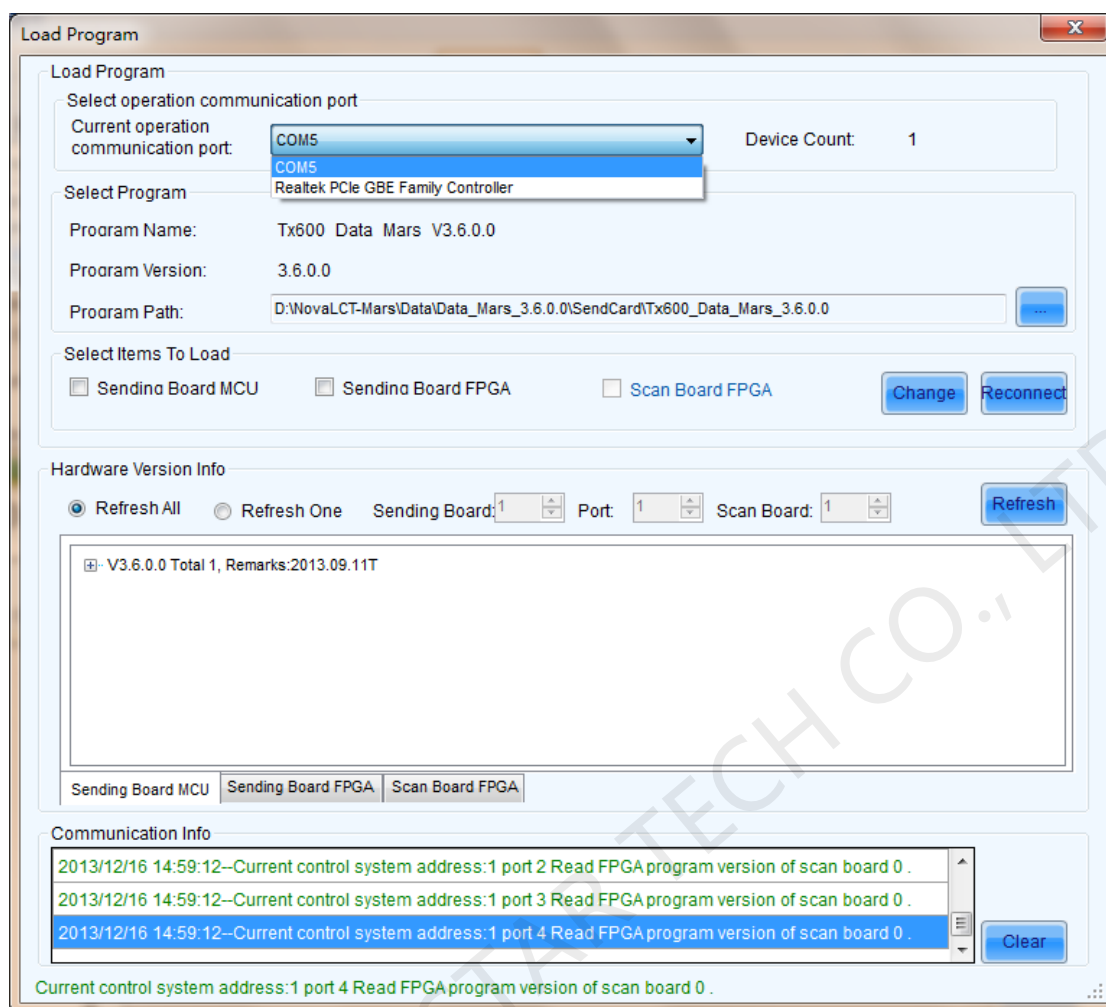 Load Program
x
Load Program
Select operation communication port
Current operation
communication port:
COM5
Device Count: 1
COM5
Realtek PCIe GBE Family Controller
Select Program
Program Name: Tx600 Data Mars V3.6.0.0
Program Version: 3.6.0.0
Program Path: D:\NovaLCT-Mars\Data\Data_Mars_3.6.0.0\SendCard\Tx600_Data_Mars_3.6.0.0 ...
Select Items To Load
Sending Board MCU Sending Board FPGA Scan Board FPGA Change Reconnect
Hardware Version Info
Refresh All Refresh One Sending Board: 1 Port: 1 Scan Board: 1 Refresh
V3.6.0.0 Total 1, Remarks:2013.09.11T
Sending Board MCU Sending Board FPGA Scan Board FPGA
Communication Info
2013/12/16 14:59:12--Current control system address:1 port 2 Read FPGA program version of scan board 0 .
2013/12/16 14:59:12--Current control system address:1 port 3 Read FPGA program version of scan board 0 .
2013/12/16 14:59:12--Current control system address:1 port 4 Read FPGA program version of scan board 0 .
Clear
Current control system address:1 port 4 Read FPGA program version of scan board 0 .
STAR TECH CO., LT